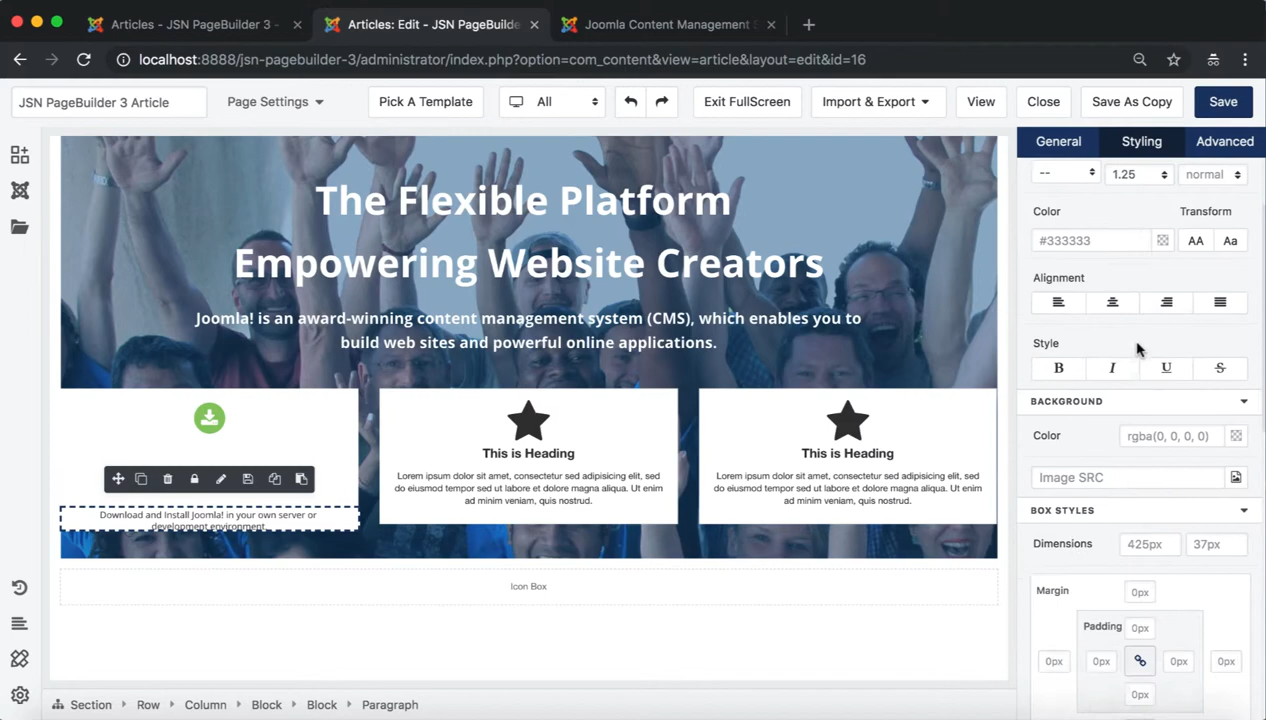 Articles - JSN PageBuilder 3 -
Articles: Edit - JSN PageBuilde
Joomla Content Management S
localhost:8888/jsn-pagebuilder-3/administrator/index.php?option=com_content&view=article&layout=edit&id=16
JSN PageBuilder 3 Article
Page Settings
Pick A Template
All
Exit FullScreen
Import & Export
View
Close
Save As Copy
Save
General
Styling
Advanced
--
1.25
normal
Color
Transform
#333333
AA
Aa
Alignment
Style
B
I
U
S
BACKGROUND
Color
rgba(0, 0, 0, 0)
Image SRC
BOX STYLES
Dimensions
425px
37px
Margin
0px
Padding
0px
0px
0px
0px
0px
0px
The Flexible Platform
Empowering Website Creators
Joomla! is an award-winning content management system (CMS), which enables you to
build web sites and powerful online applications.
Download and Install Joomla! in your own server or
development environment
This is Heading
Lorem ipsum dolor sit amet, consectetur sed adipisicing elit, sed
do eiusmod tempor sed ut labore et dolore magna aliqua. Ut enim
ad minim veniam, quis nostrud.
This is Heading
Lorem ipsum dolor sit amet, consectetur sed adipisicing elit, sed
do eiusmod tempor sed ut labore et dolore magna aliqua. Ut enim
ad minim veniam, quis nostrud.
Icon Box
Section
Row
Column
Block
Block
Paragraph